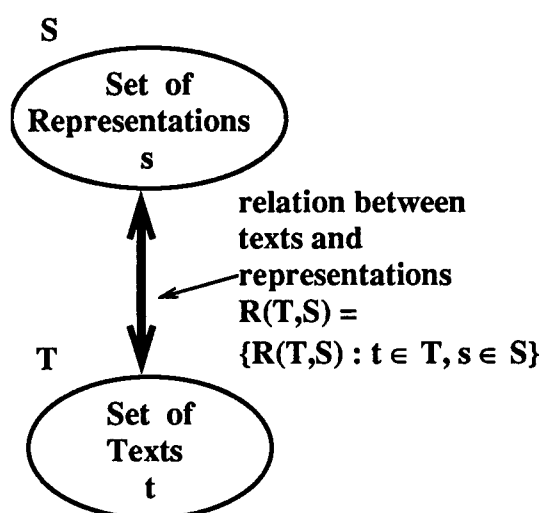 S
Set of
Representations
s
relation between
texts and
representations
R(T,S) =
{R(T,S) : t ∈ T, s ∈ S}
T
Set of
Texts
t